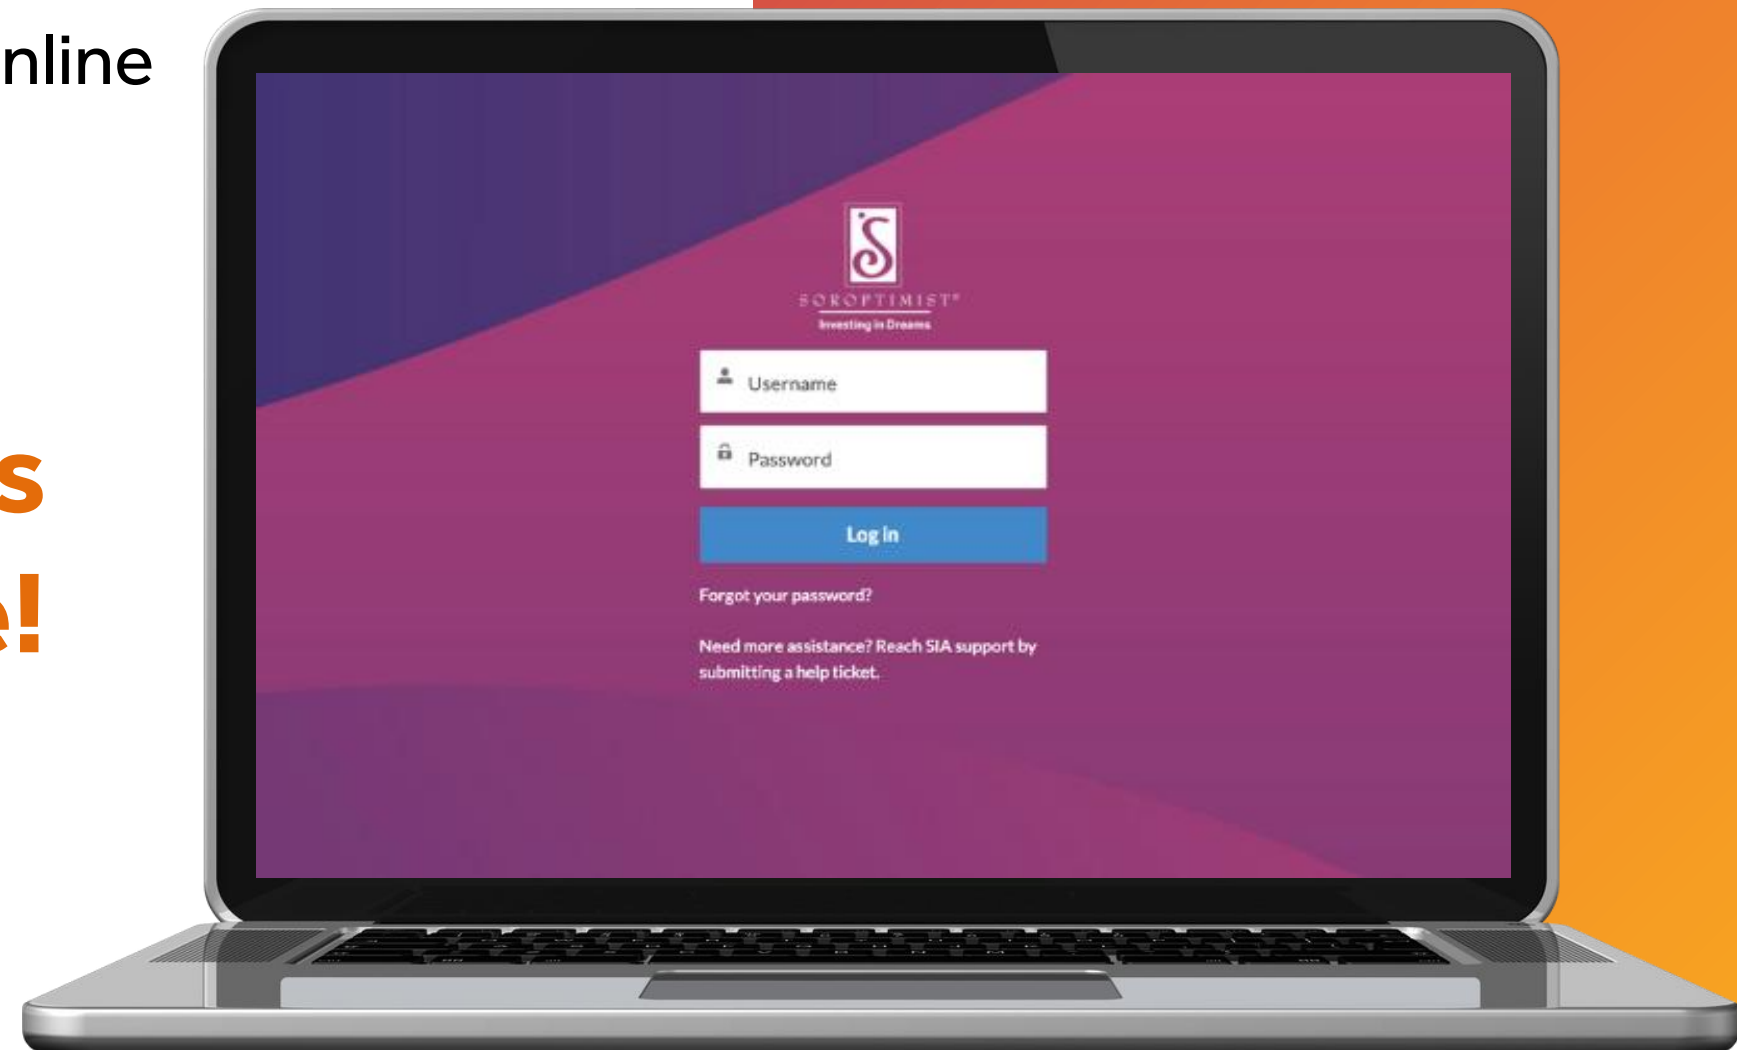 nline
s
e!
SOROPTIMIST®
Investing in Dreams
Username
Password
Log in
Forgot your password?
Need more assistance? Reach SIA support by
submitting a help ticket.